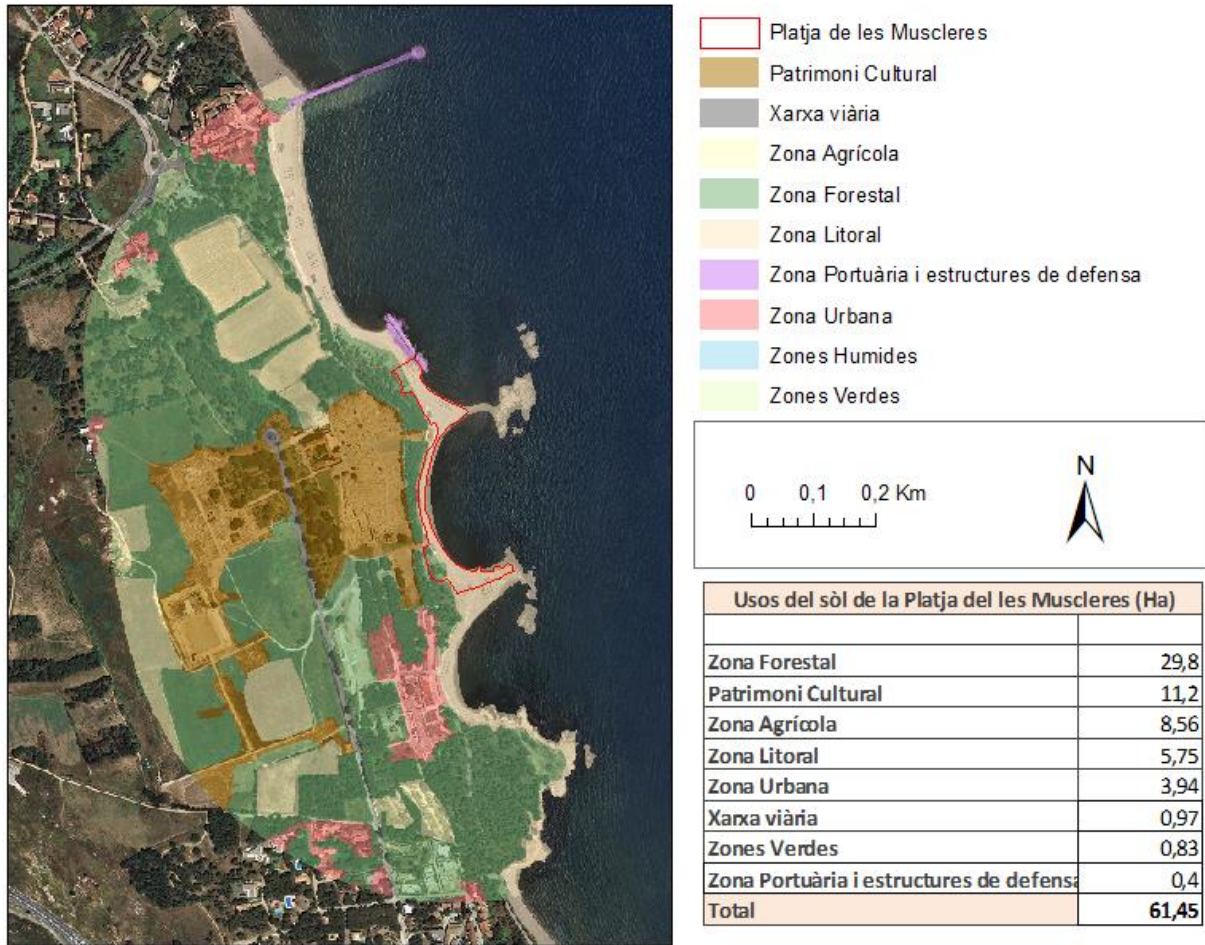 Platja de les Muscleres
Patrimoni Cultural
Xarxa viària
Zona Agrícola
Zona Forestal
Zona Litoral
Zona Portuària i estructures de defensa
Zona Urbana
Zones Humides
Zones Verdes
0 0,1 0,2 Km
N
Usos del sòl de la Platja del les Muscleres (Ha)
Zona Forestal 29,8
Patrimoni Cultural 11,2
Zona Agrícola 8,56
Zona Litoral 5,75
Zona Urbana 3,94
Xarxa viària 0,97
Zones Verdes 0,83
Zona Portuària i estructures de defensa 0,4
Total 61,45